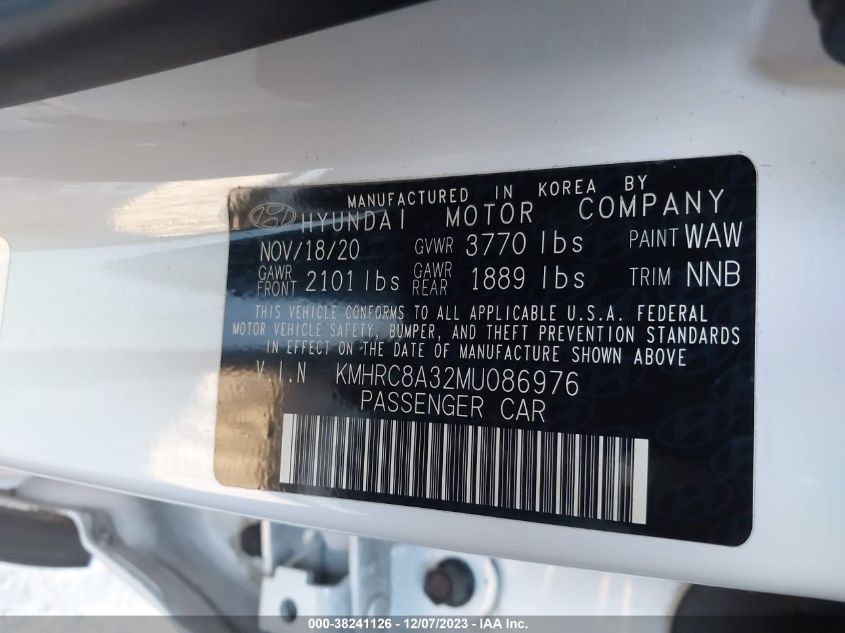 MANUFACTURED IN KOREA BY
HYUNDAI MOTOR COMPANY
NOV/18/20 GVWR 3770 lbs PAINT WAW
GAWR FRONT 2101 lbs GAWR REAR 1889 lbs TRIM NNB
THIS VEHICLE CONFORMS TO ALL APPLICABLE U.S.A. FEDERAL
MOTOR VEHICLE SAFETY, BUMPER, AND THEFT PREVENTION STANDARDS
IN EFFECT ON THE DATE OF MANUFACTURE SHOWN ABOVE
V.I.N KMHRC8A32MU086976
PASSENGER CAR
000-38241126 - 12/07/2023 - IAA Inc.